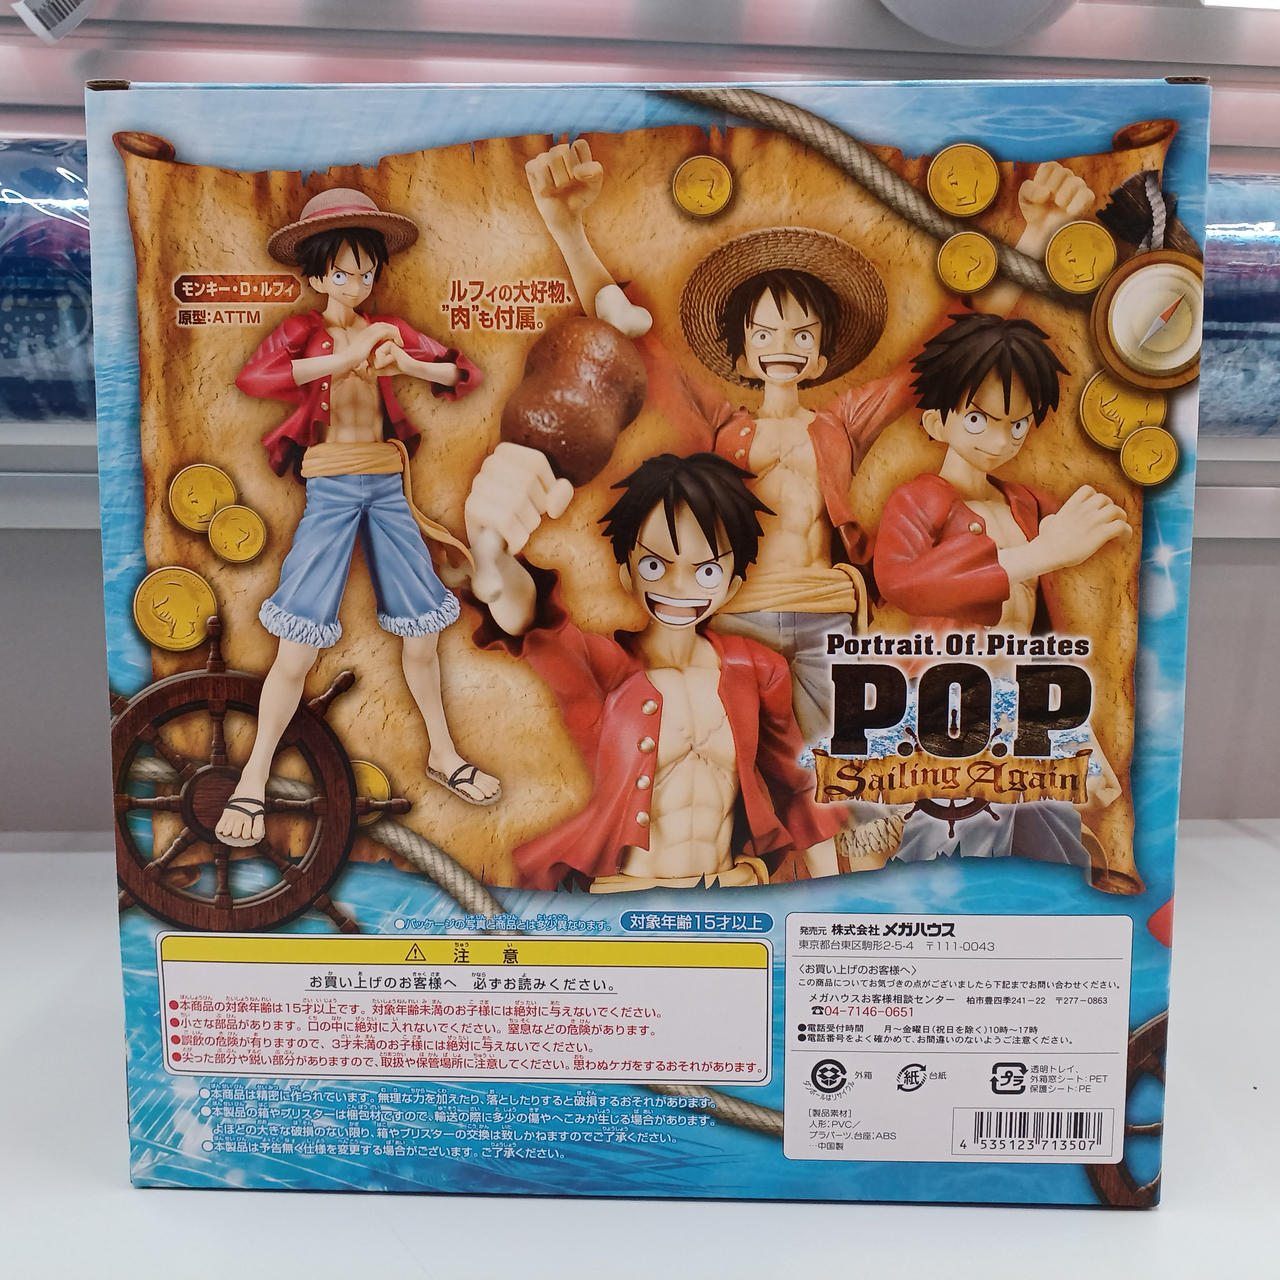 モンキー・D・ルフィ
原型:ATTM
ルフィの大好物、
”肉”も付属。
Portrait.Of.Pirates
P.O.P
Sailing Again
●パッケージの写真と商品とは多少異なります。
対象年齢15才以上
⚠注意
お買い上げのお客様へ 必ずお読みください。
●本商品の対象年齢は15才以上です。対象年齢未満のお子様には絶対に与えないでください。
●小さな部品があります。口の中に絶対に入れないでください。窒息などの危険があります。
●誤飲の危険が有りますので、3才未満のお子様には絶対に与えないでください。
●尖った部分や鋭い部分がありますので、取扱や保管場所に注意してください。思わぬケガをするおそれがあります。
●本商品は精密に作られています。無理な力を加えたり、落としたりすると破損するおそれがあります。
●本製品の箱やブリスターは梱包材ですので、輸送の際に多少の傷やへこみが生じる場合があります。
よほどの大きな破損のない限り、箱やブリスターの交換は致しかねますのでご了承ください。
●本製品は予告無く仕様を変更する場合がございます。ご了承ください。
発売元 株式会社メガハウス
東京都台東区駒形2-5-4 〒111-0043
〈お買い上げのお客様へ〉
この商品についてお気づきの点がございましたら下記までお問い合わせください。
メガハウスお客様相談センター 柏市豊四季241-22 〒277-0863
☎04-7146-0651
●電話受付時間 月〜金曜日(祝日を除く)10時〜17時
●電話番号をよく確かめて、お間違いのないようご注意ください。
外箱
ダンボールはリサイクル
紙
台紙
プラ
透明トレイ、
外箱窓シート:PET
保護シート:PE
[製品素材]
人形:PVC/
プラパーツ、台座:ABS
…中国製
4 535123 713507